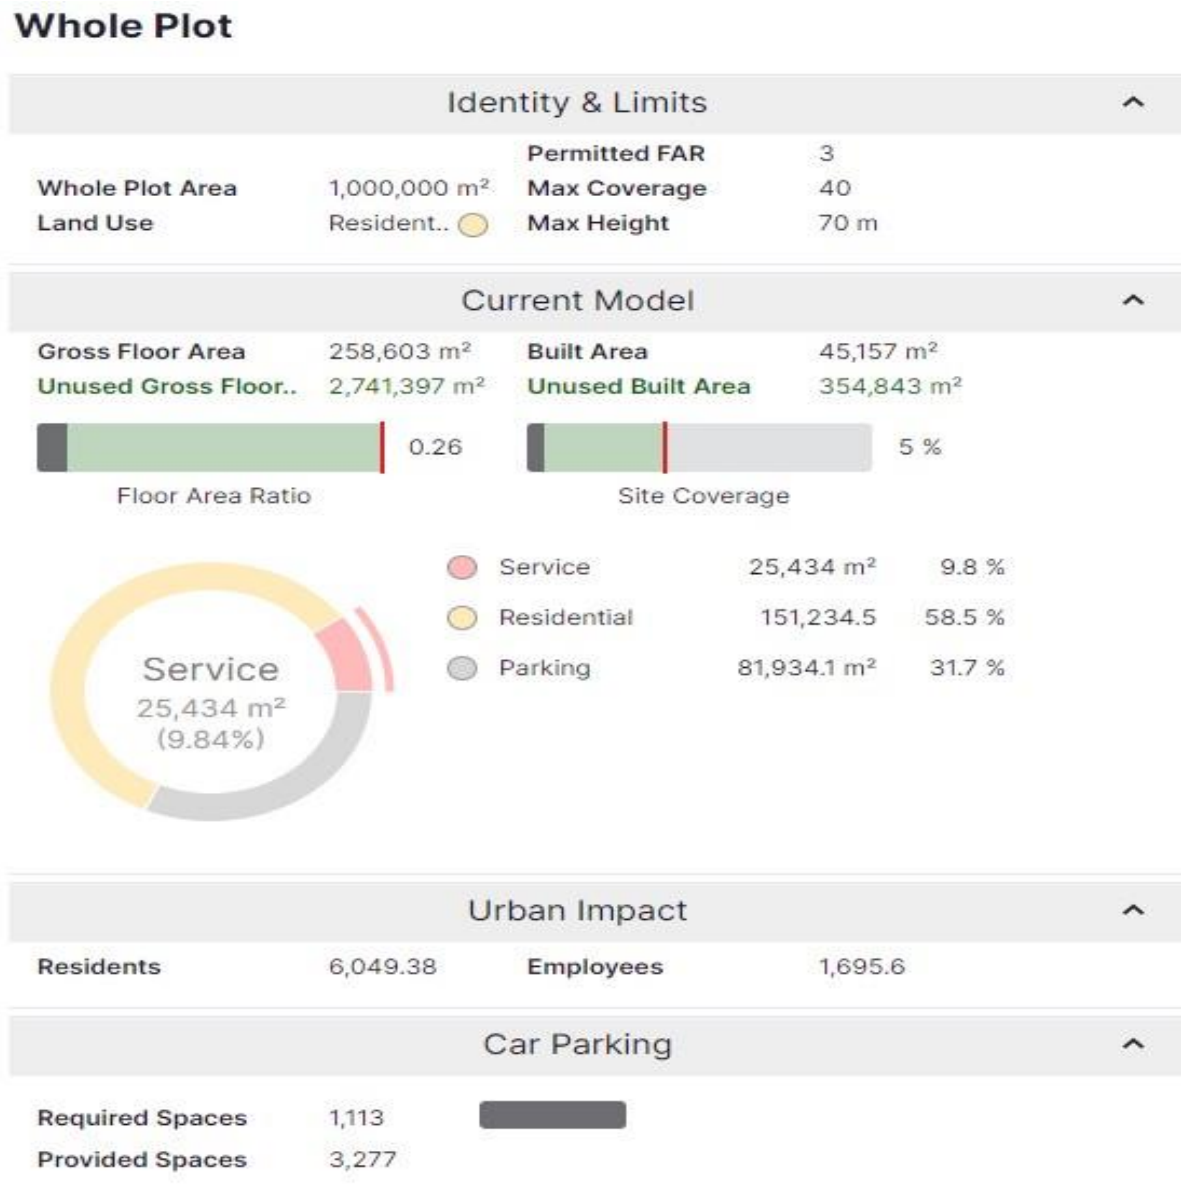 Whole Plot
Identity & Limits
Permitted FAR 3
Whole Plot Area 1,000,000 m² Max Coverage 40
Land Use Resident.. Max Height 70 m
Current Model
Gross Floor Area 258,603 m² Built Area 45,157 m²
Unused Gross Floor.. 2,741,397 m² Unused Built Area 354,843 m²
0.26 5 %
Floor Area Ratio Site Coverage
Service 25,434 m² 9.8 %
Residential 151,234.5 58.5 %
Parking 81,934.1 m² 31.7 %
Service
25,434 m²
(9.84%)
Urban Impact
Residents 6,049.38 Employees 1,695.6
Car Parking
Required Spaces 1,113
Provided Spaces 3,277